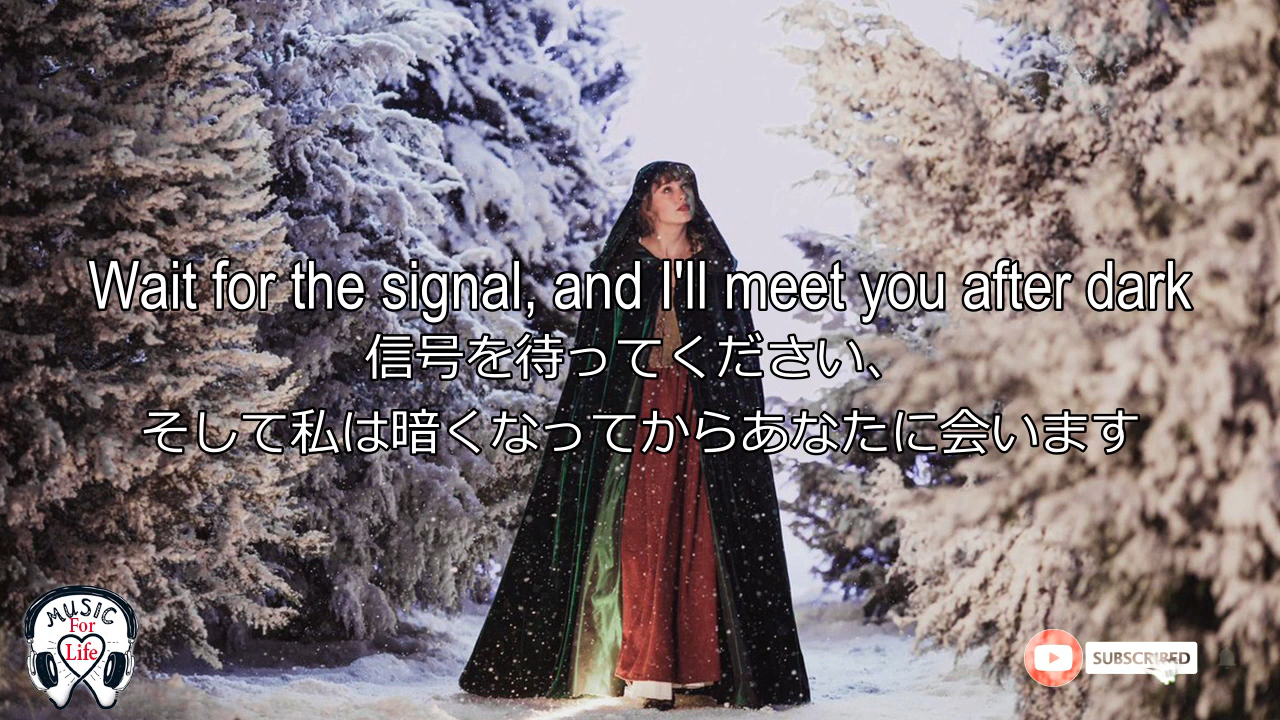 Wait for the signal, and I'll meet you after dark
信号を待ってください、
そして私は暗くなってからあなたに会います
MUSIC
For
Life
SUBSCRIBED